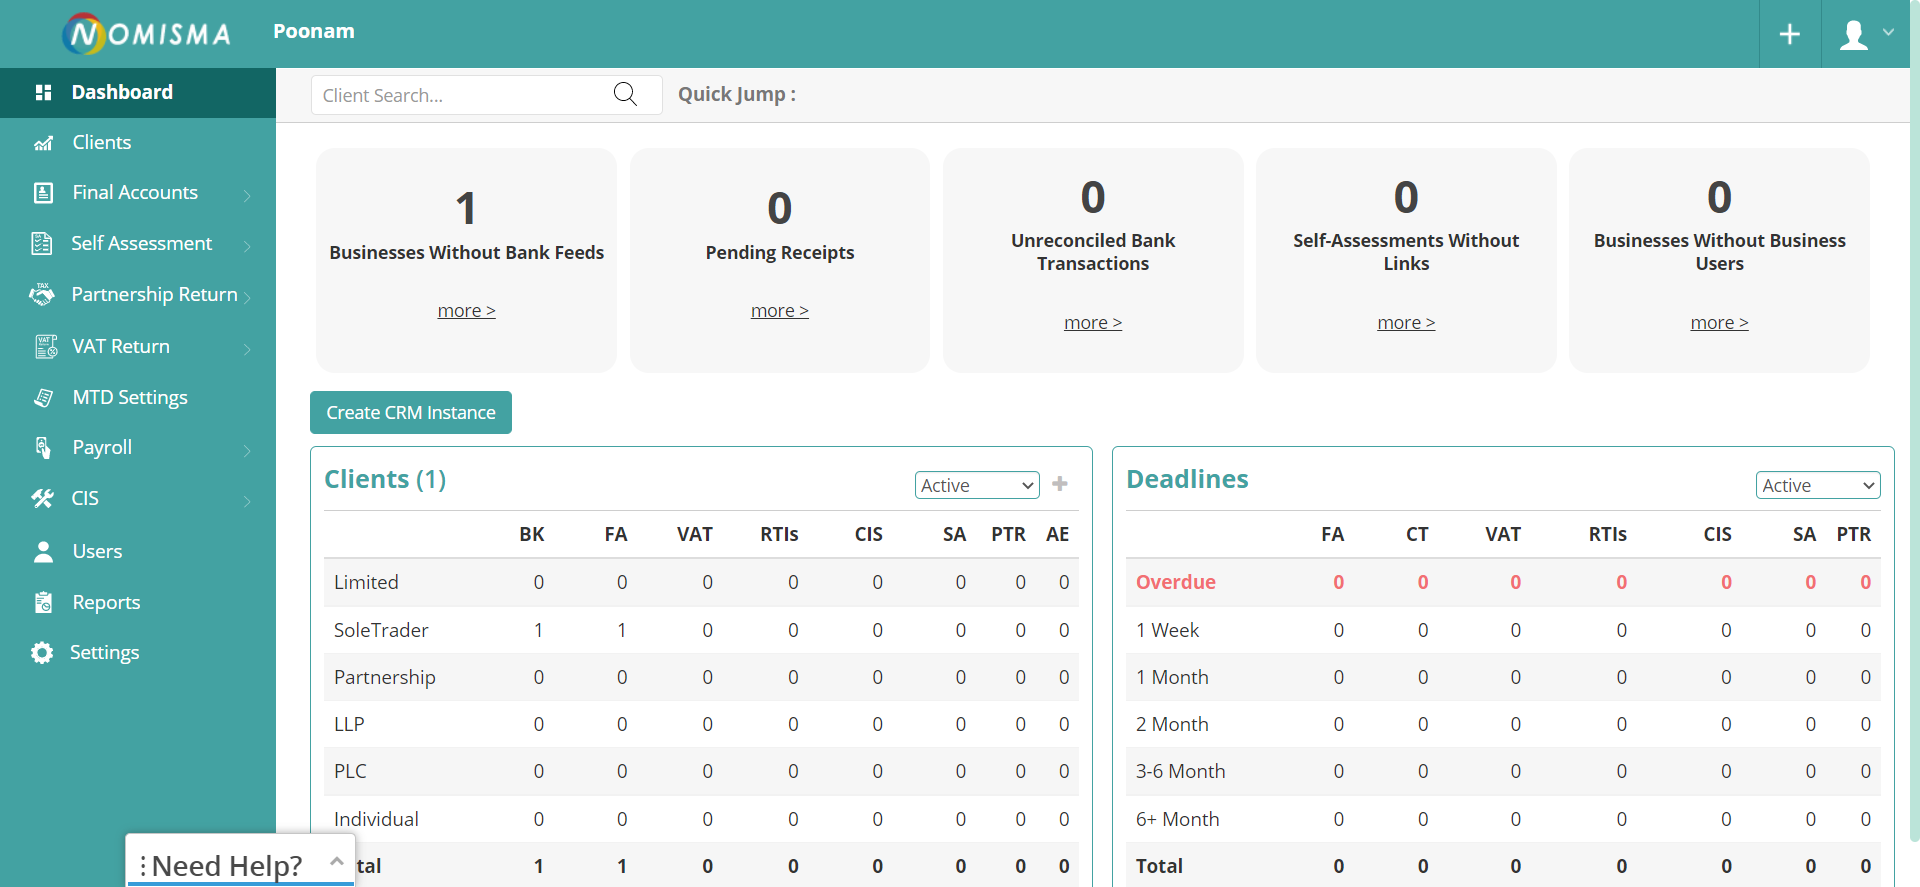 NOMISMA
Poonam
Dashboard
Clients
Final Accounts
Self Assessment
TAX
Partnership Return
VAT
VAT Return
MTD Settings
Payroll
CIS
Users
Reports
Settings
Client Search...
Quick Jump :
1
Businesses Without Bank Feeds
more >
0
Pending Receipts
more >
0
Unreconciled Bank
Transactions
more >
0
Self-Assessments Without
Links
more >
0
Businesses Without Business
Users
more >
Create CRM Instance
Clients (1)
Active
BK FA VAT RTIs CIS SA PTR AE
Limited 0 0 0 0 0 0 0 0
SoleTrader 1 1 0 0 0 0 0 0
Partnership 0 0 0 0 0 0 0 0
LLP 0 0 0 0 0 0 0 0
PLC 0 0 0 0 0 0 0 0
Individual 0 0 0 0 0 0 0 0
tal 1 1 0 0 0 0 0 0
Deadlines
Active
FA CT VAT RTIs CIS SA PTR
Overdue 0 0 0 0 0 0 0
1 Week 0 0 0 0 0 0 0
1 Month 0 0 0 0 0 0 0
2 Month 0 0 0 0 0 0 0
3-6 Month 0 0 0 0 0 0 0
6+ Month 0 0 0 0 0 0 0
Total 0 0 0 0 0 0 0
Need Help?